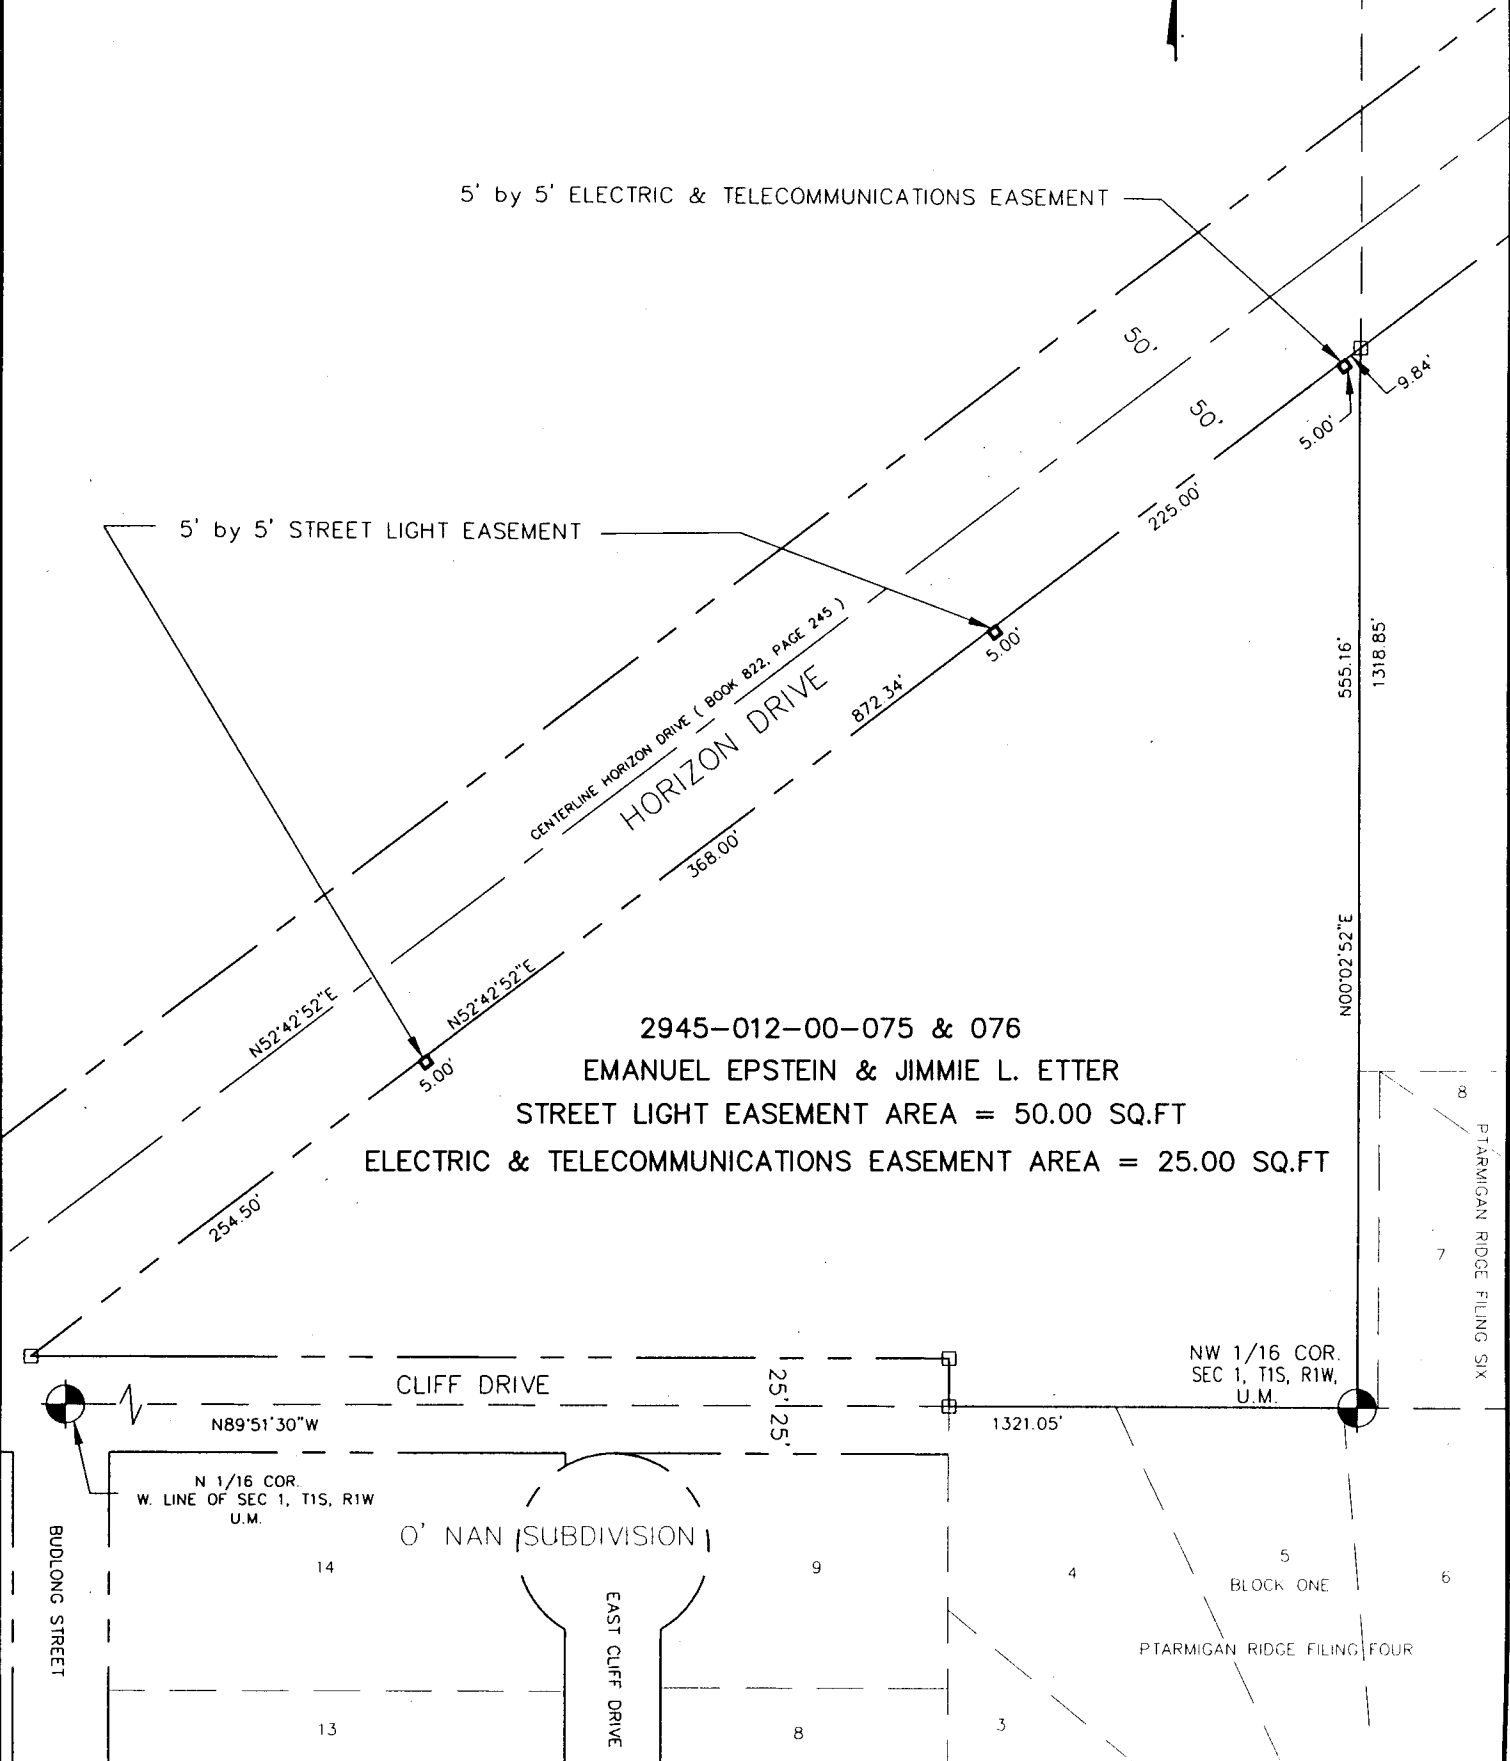 5' by 5' ELECTRIC & TELECOMMUNICATIONS EASEMENT
50'
50'
9.84'
5.00'
225.00'
5' by 5' STREET LIGHT EASEMENT
5.00'
CENTERLINE HORIZON DRIVE ( BOOK 822, PAGE 245 )
HORIZON DRIVE
872.34'
555.16'
1318.85'
368.00'
N52°42'52"E
N52°42'52"E
5.00'
N00°02'52"E
2945-012-00-075 & 076
EMANUEL EPSTEIN & JIMMIE L. ETTER
STREET LIGHT EASEMENT AREA = 50.00 SQ.FT
ELECTRIC & TELECOMMUNICATIONS EASEMENT AREA = 25.00 SQ.FT
254.50'
8
7
PTARMIGAN RIDGE FILING SIX
NW 1/16 COR.
SEC 1, T1S, R1W,
U.M.
CLIFF DRIVE
25'
25'
N89°51'30"W
1321.05'
N 1/16 COR.
W. LINE OF SEC 1, T1S, R1W
U.M.
BUDLONG STREET
O' NAN SUBDIVISION
14
9
EAST CLIFF DRIVE
13
8
4
5
BLOCK ONE
6
PTARMIGAN RIDGE FILING FOUR
3